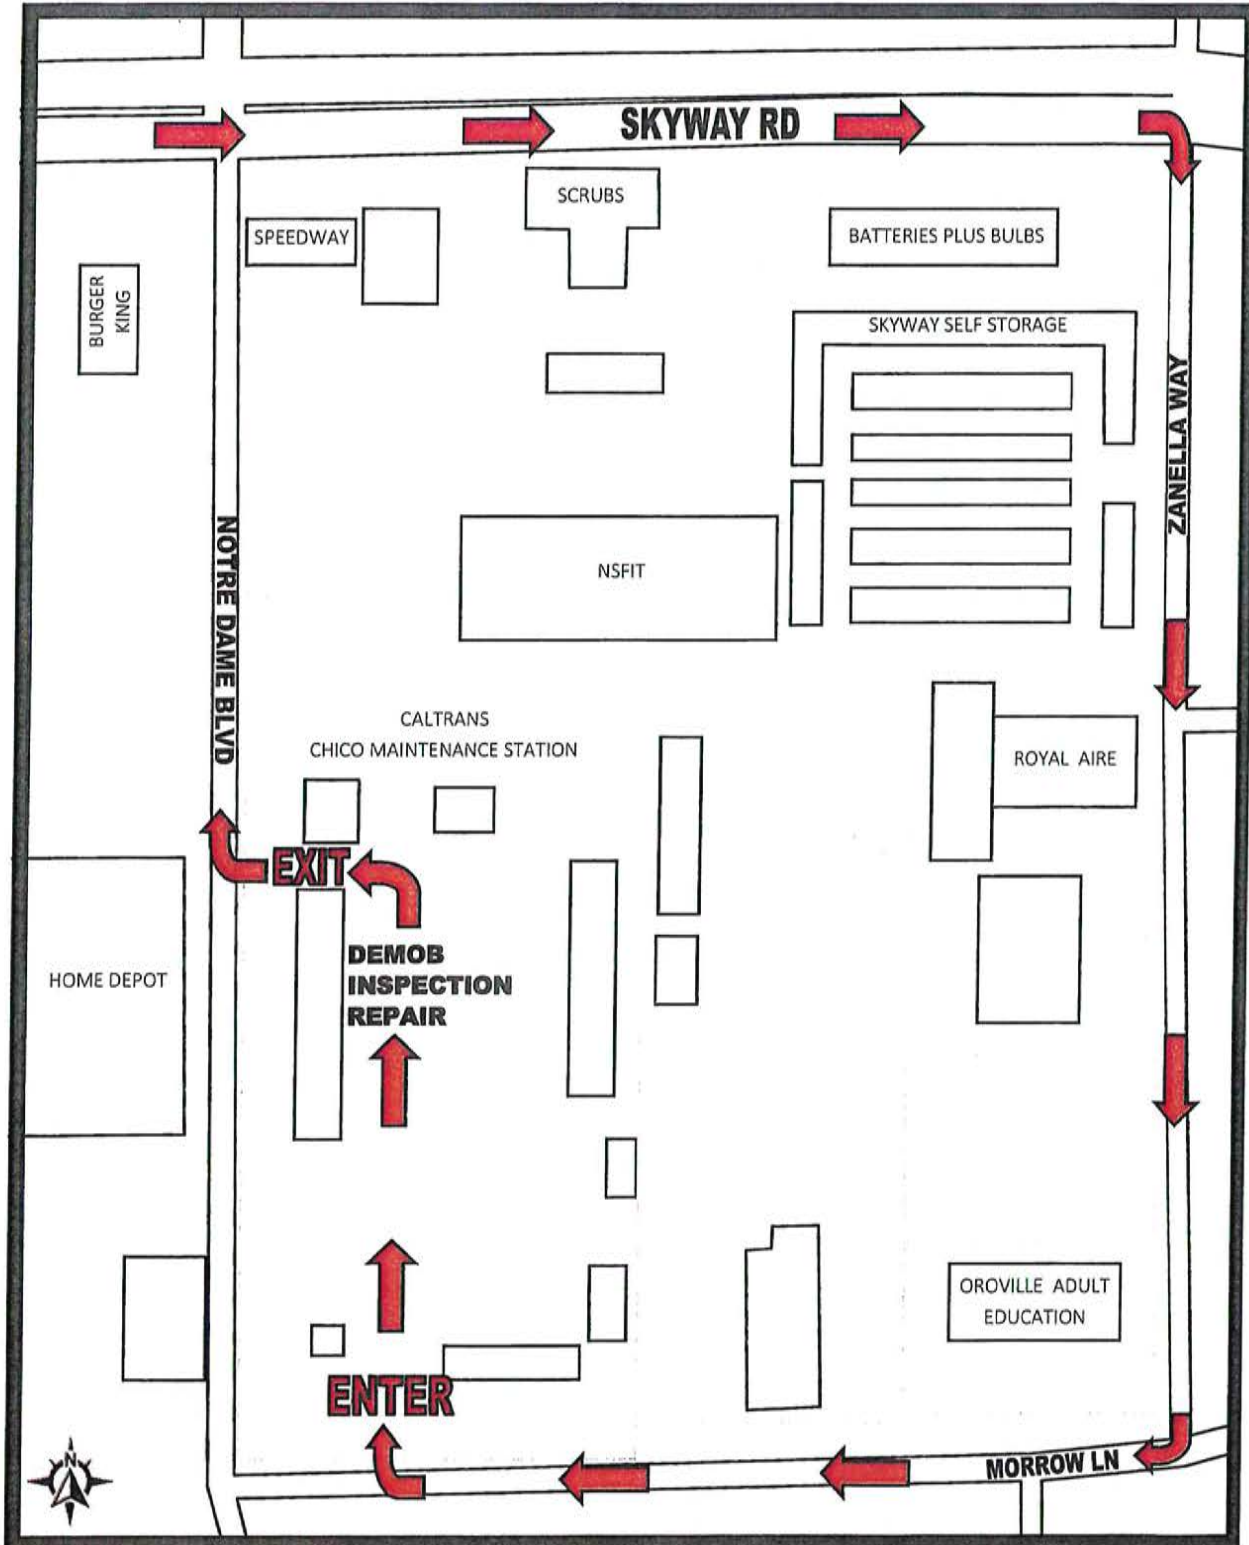 SKYWAY RD
SCRUBS
SPEEDWAY
BATTERIES PLUS BULBS
BURGER
KING
SKYWAY SELF STORAGE
ZANELLA WAY
NOTRE DAME BLVD
NSFIT
CALTRANS
CHICO MAINTENANCE STATION
ROYAL AIRE
EXIT
HOME DEPOT
DEMOB
INSPECTION
REPAIR
OROVILLE ADULT
EDUCATION
ENTER
MORROW LN
N